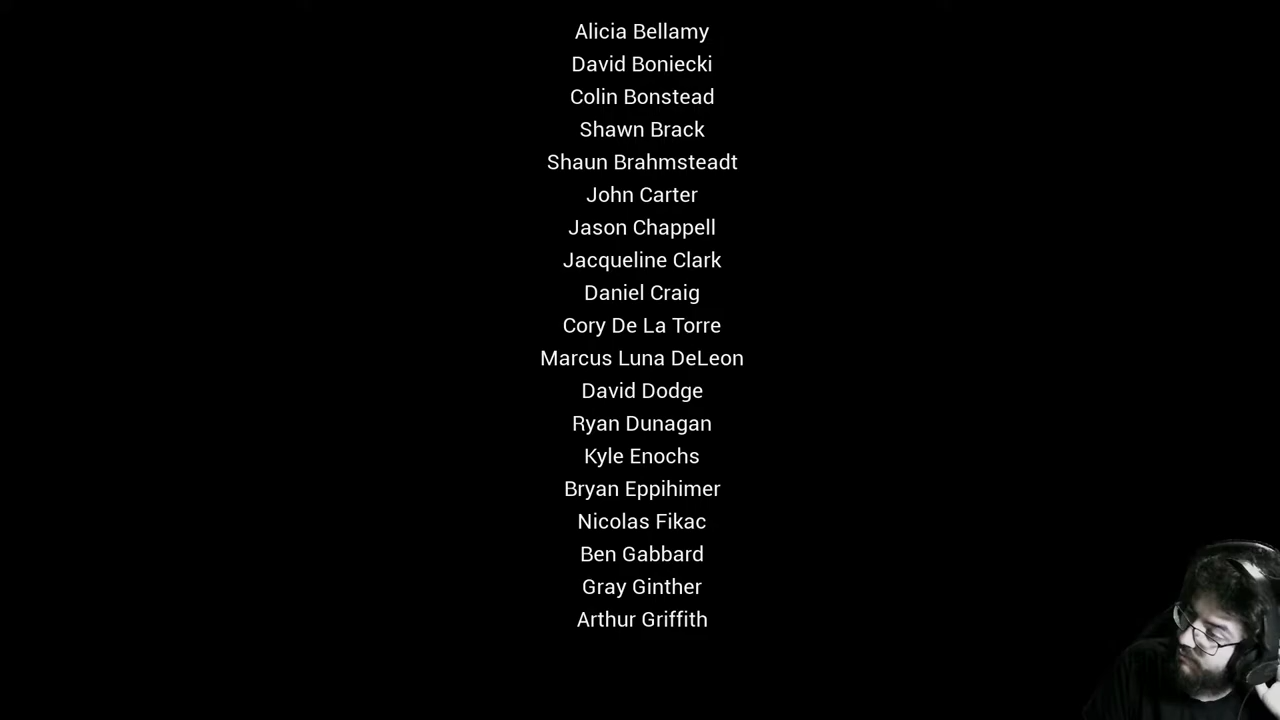 Alicia Bellamy
David Boniecki
Colin Bonstead
Shawn Brack
Shaun Brahmsteadt
John Carter
Jason Chappell
Jacqueline Clark
Daniel Craig
Cory De La Torre
Marcus Luna DeLeon
David Dodge
Ryan Dunagan
Kyle Enochs
Bryan Eppihimer
Nicolas Fikac
Ben Gabbard
Gray Ginther
Arthur Griffith